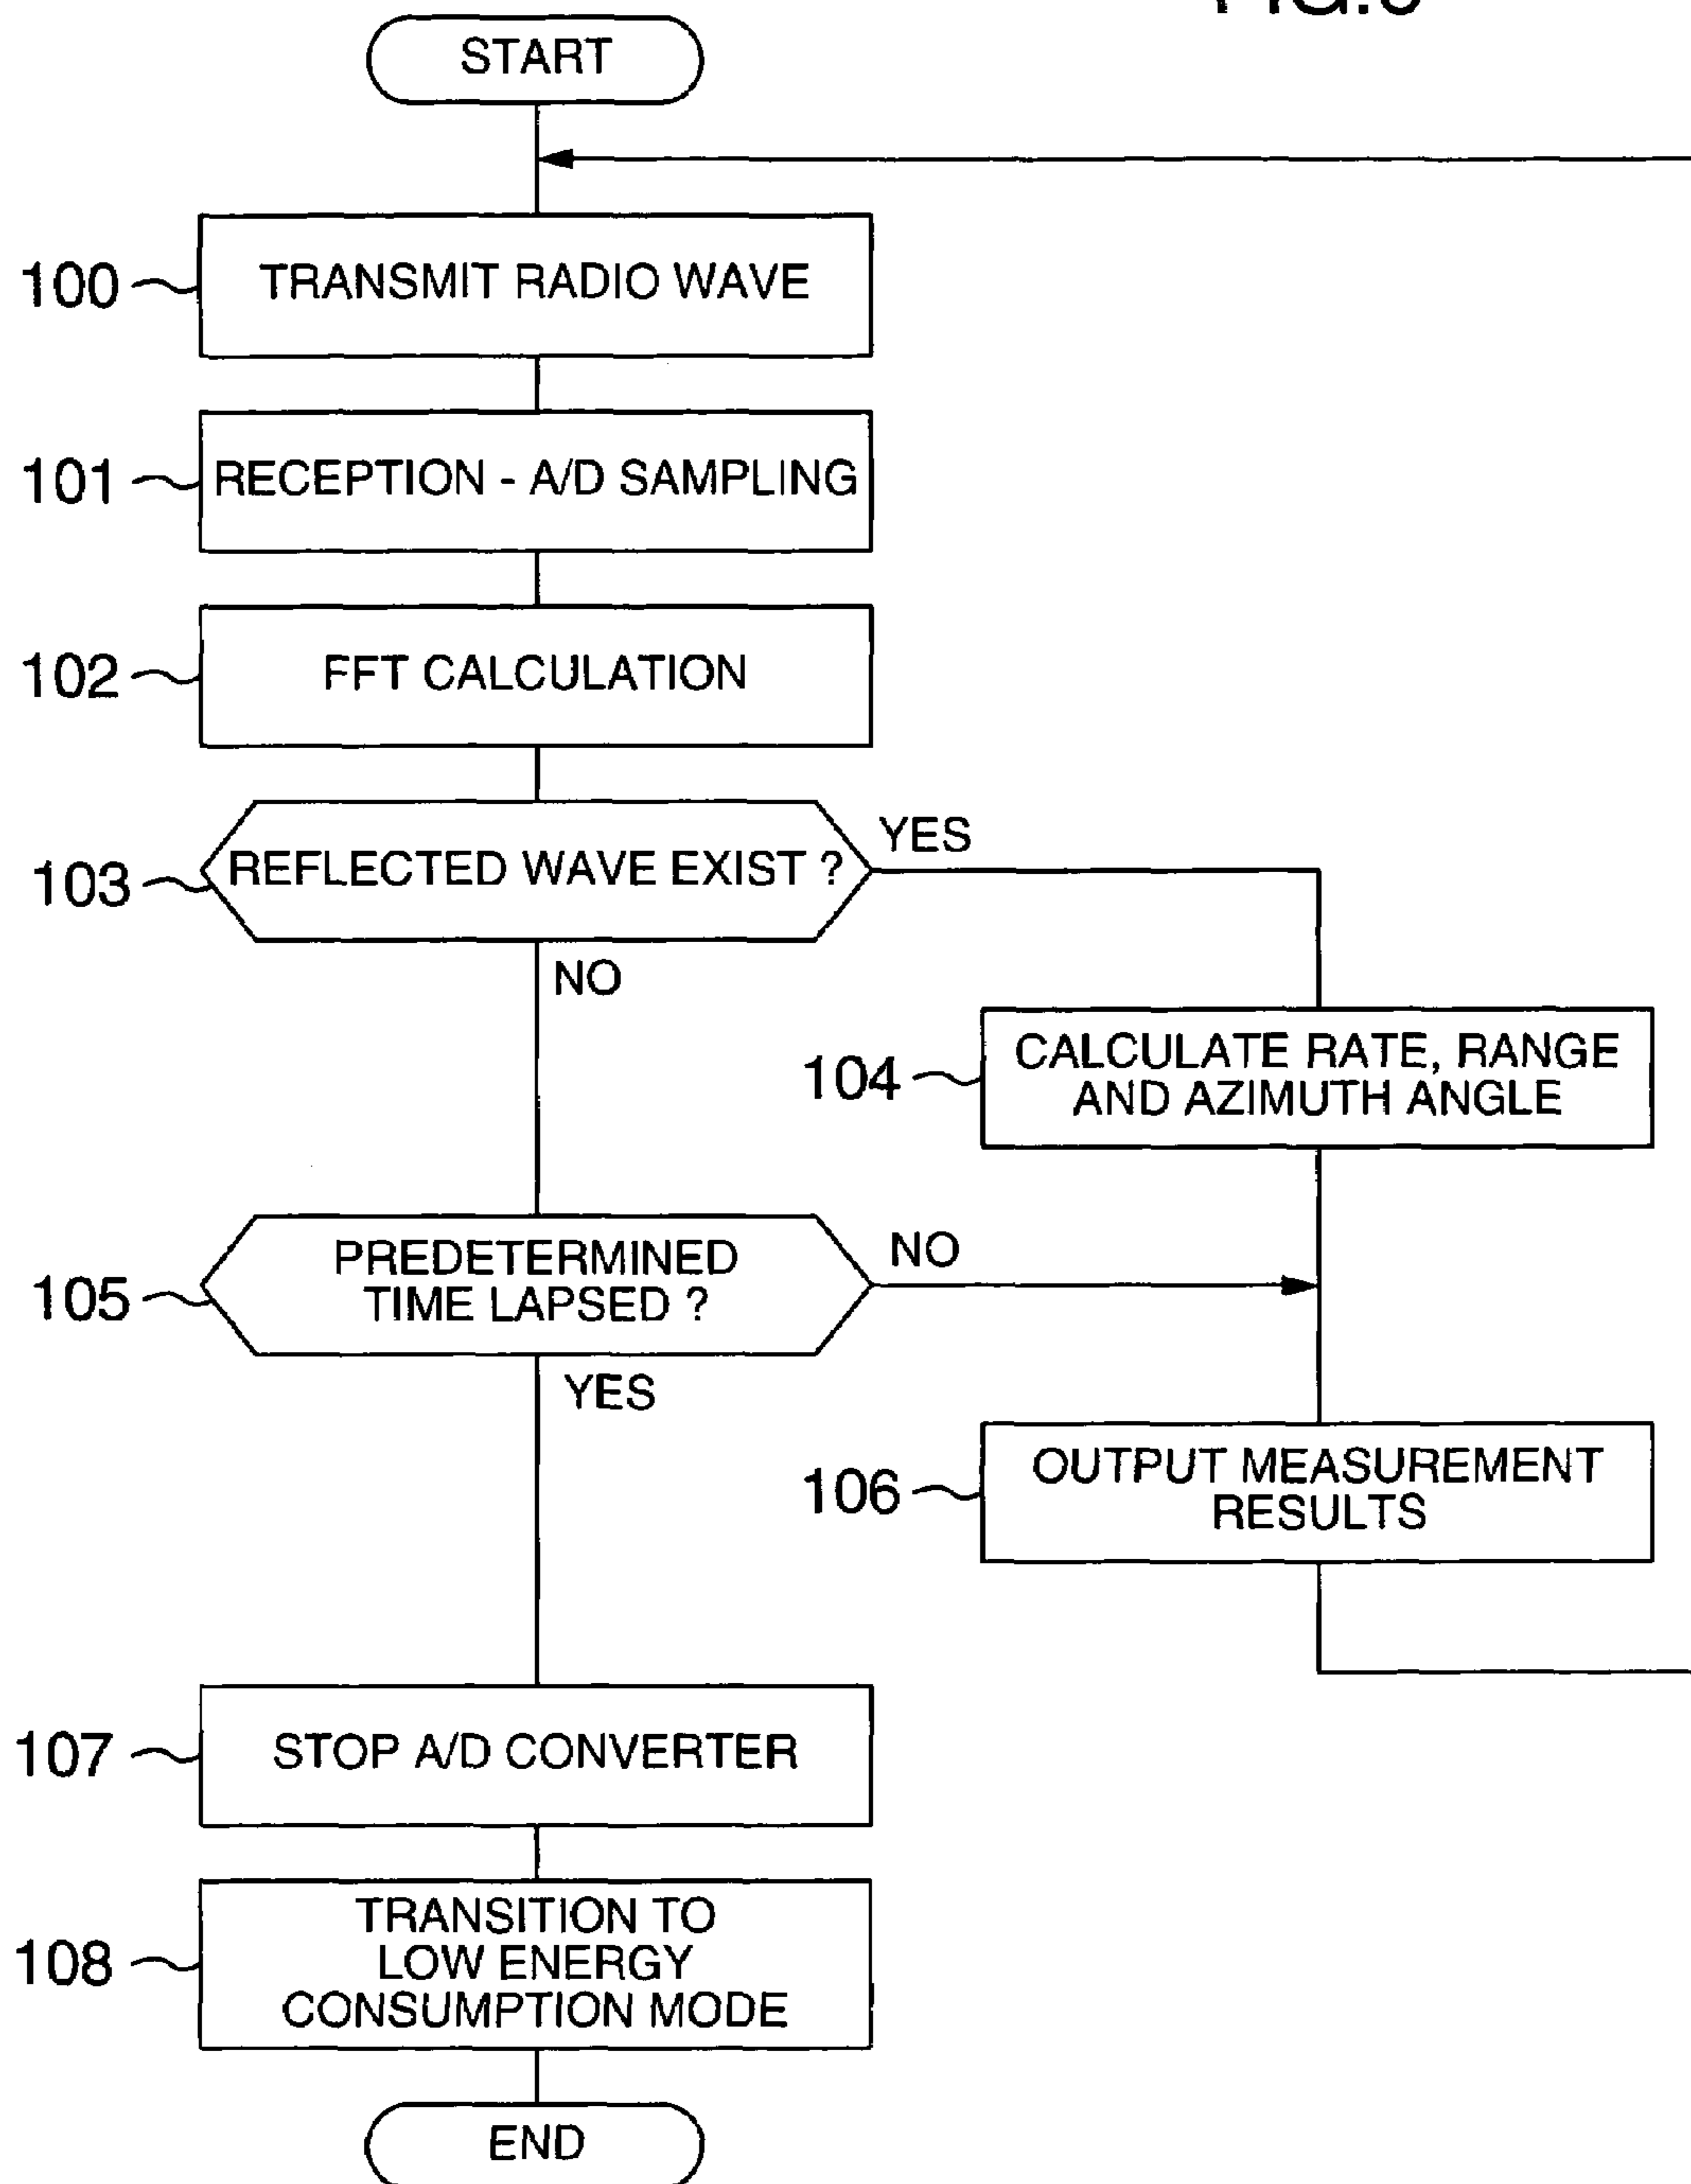 START
100
TRANSMIT RADIO WAVE
101
RECEPTION - A/D SAMPLING
102
FFT CALCULATION
103
REFLECTED WAVE EXIST ?
YES
NO
104
CALCULATE RATE, RANGE
AND AZIMUTH ANGLE
105
PREDETERMINED
TIME LAPSED ?
NO
YES
106
OUTPUT MEASUREMENT
RESULTS
107
STOP A/D CONVERTER
108
TRANSITION TO
LOW ENERGY
CONSUMPTION MODE
END